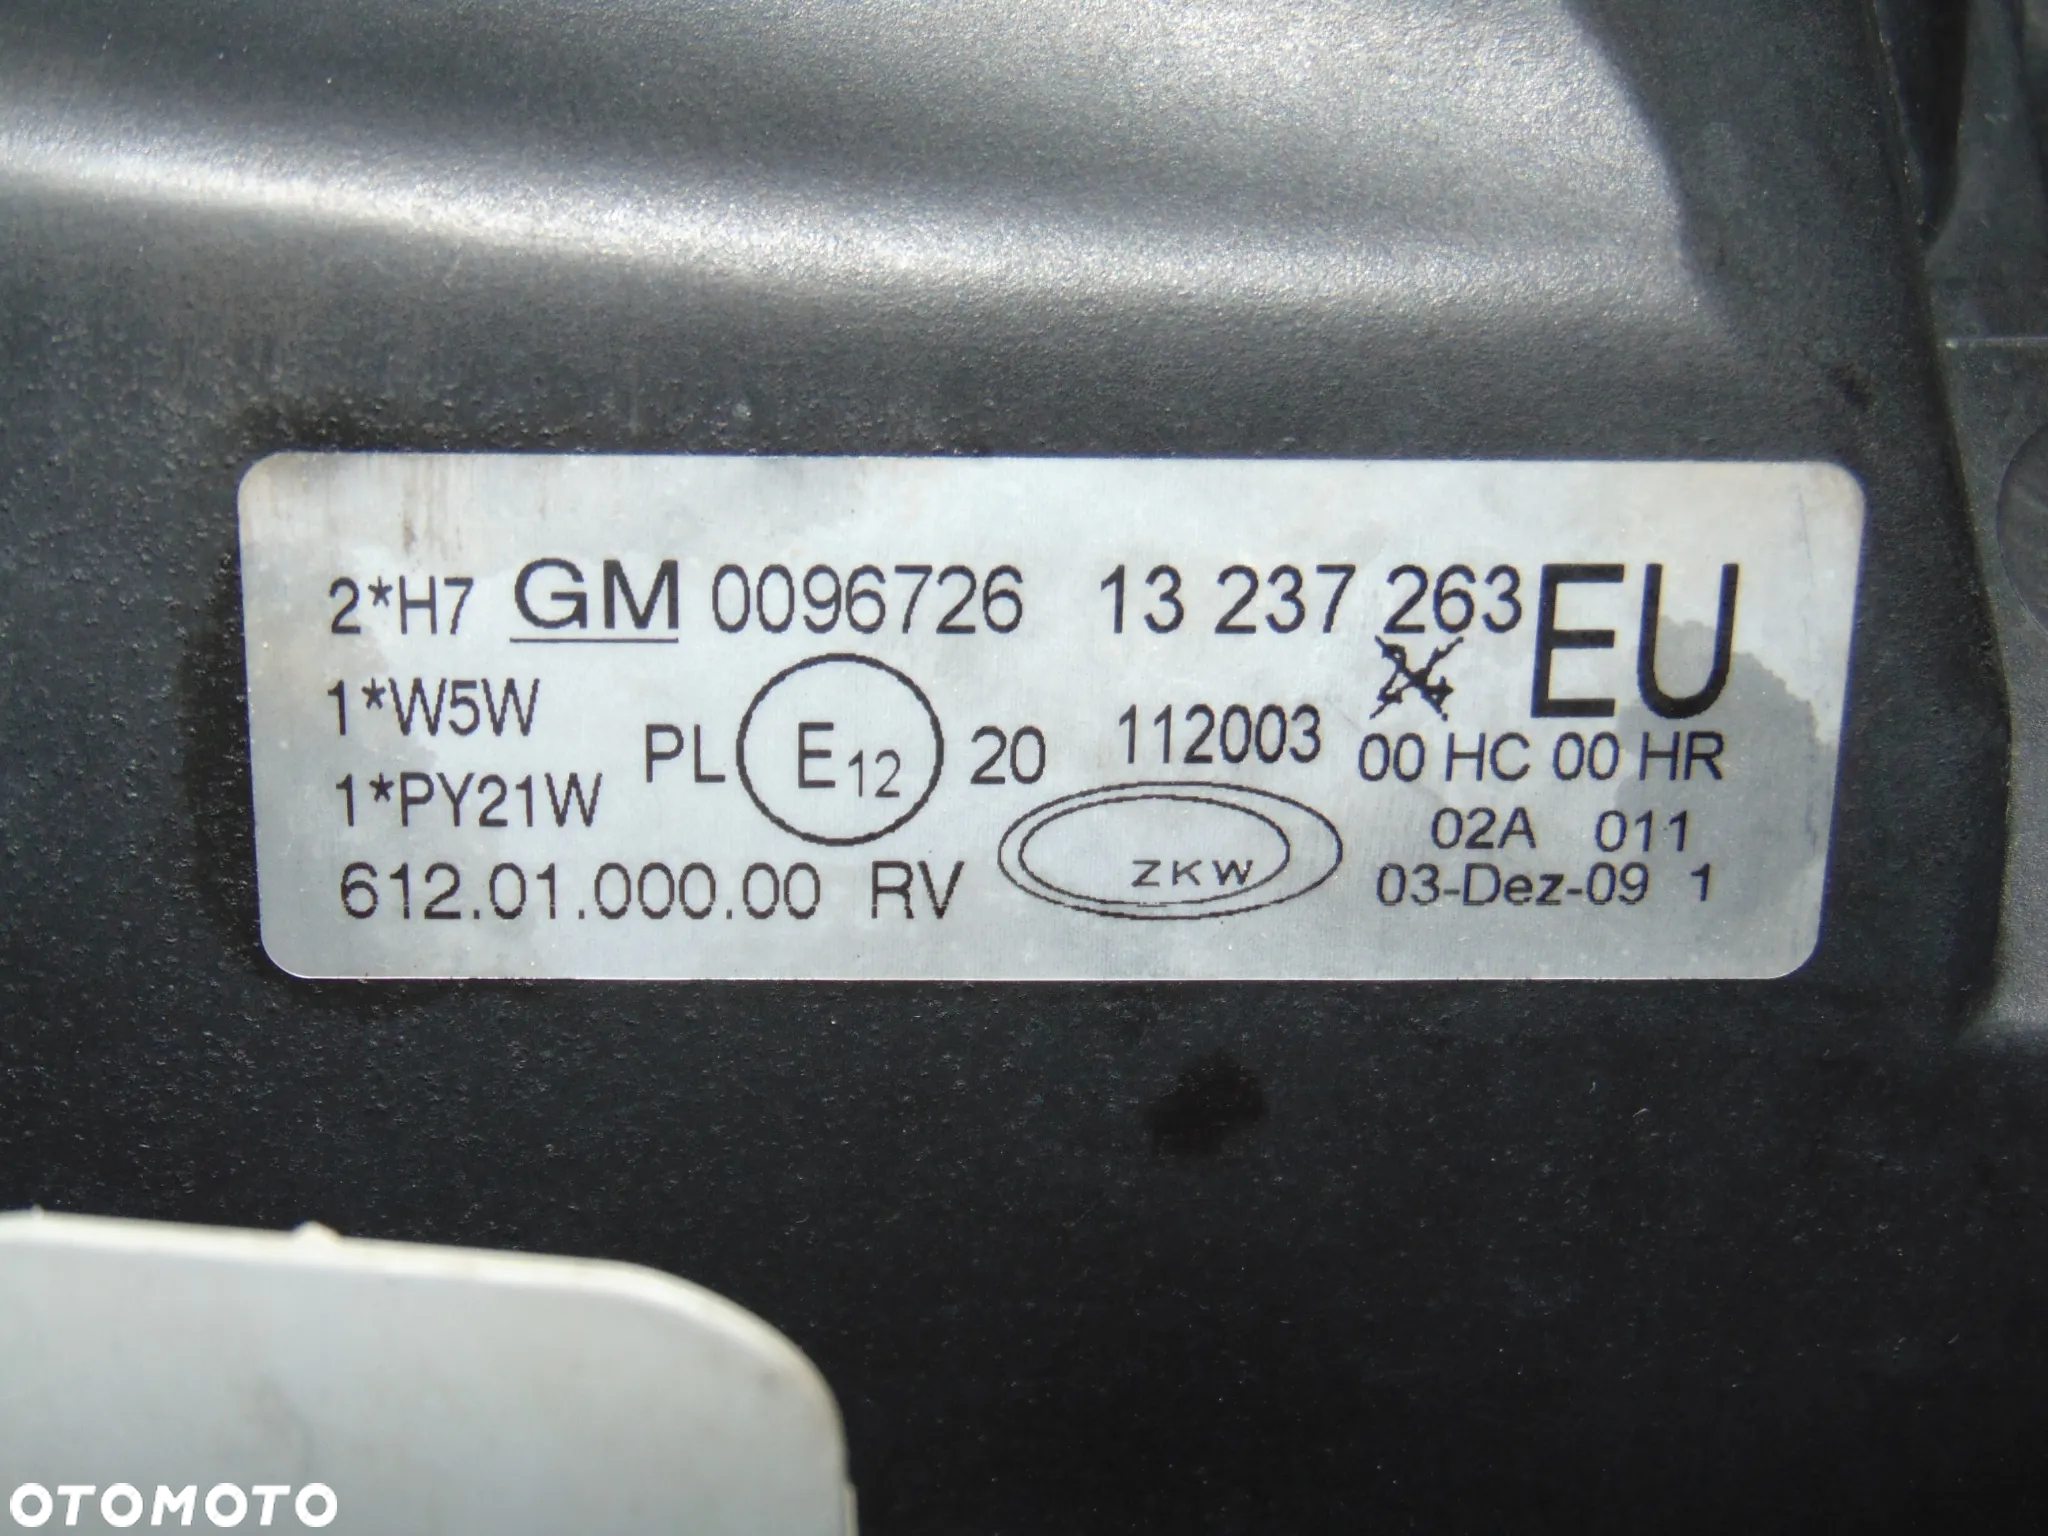 2*H7 GM 0096726 13 237 263 EU
1*W5W
PL E12 20 112003 00 HC 00 HR
1*PY21W
02A 011
612.01.000.00 RV ZKW 03-Dez-09 1
OTOMOTO